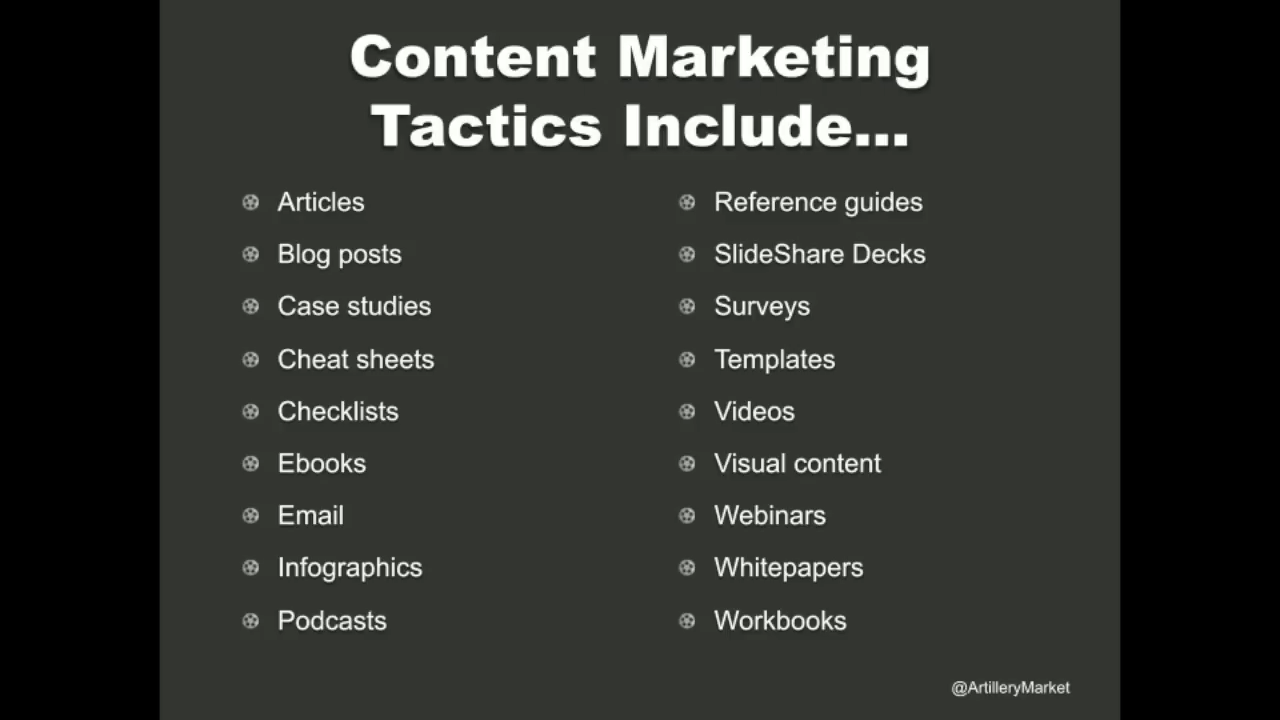 Content Marketing
Tactics Include...
Articles
Blog posts
Case studies
Cheat sheets
Checklists
Ebooks
Email
Infographics
Podcasts
Reference guides
SlideShare Decks
Surveys
Templates
Videos
Visual content
Webinars
Whitepapers
Workbooks
@ArtilleryMarket